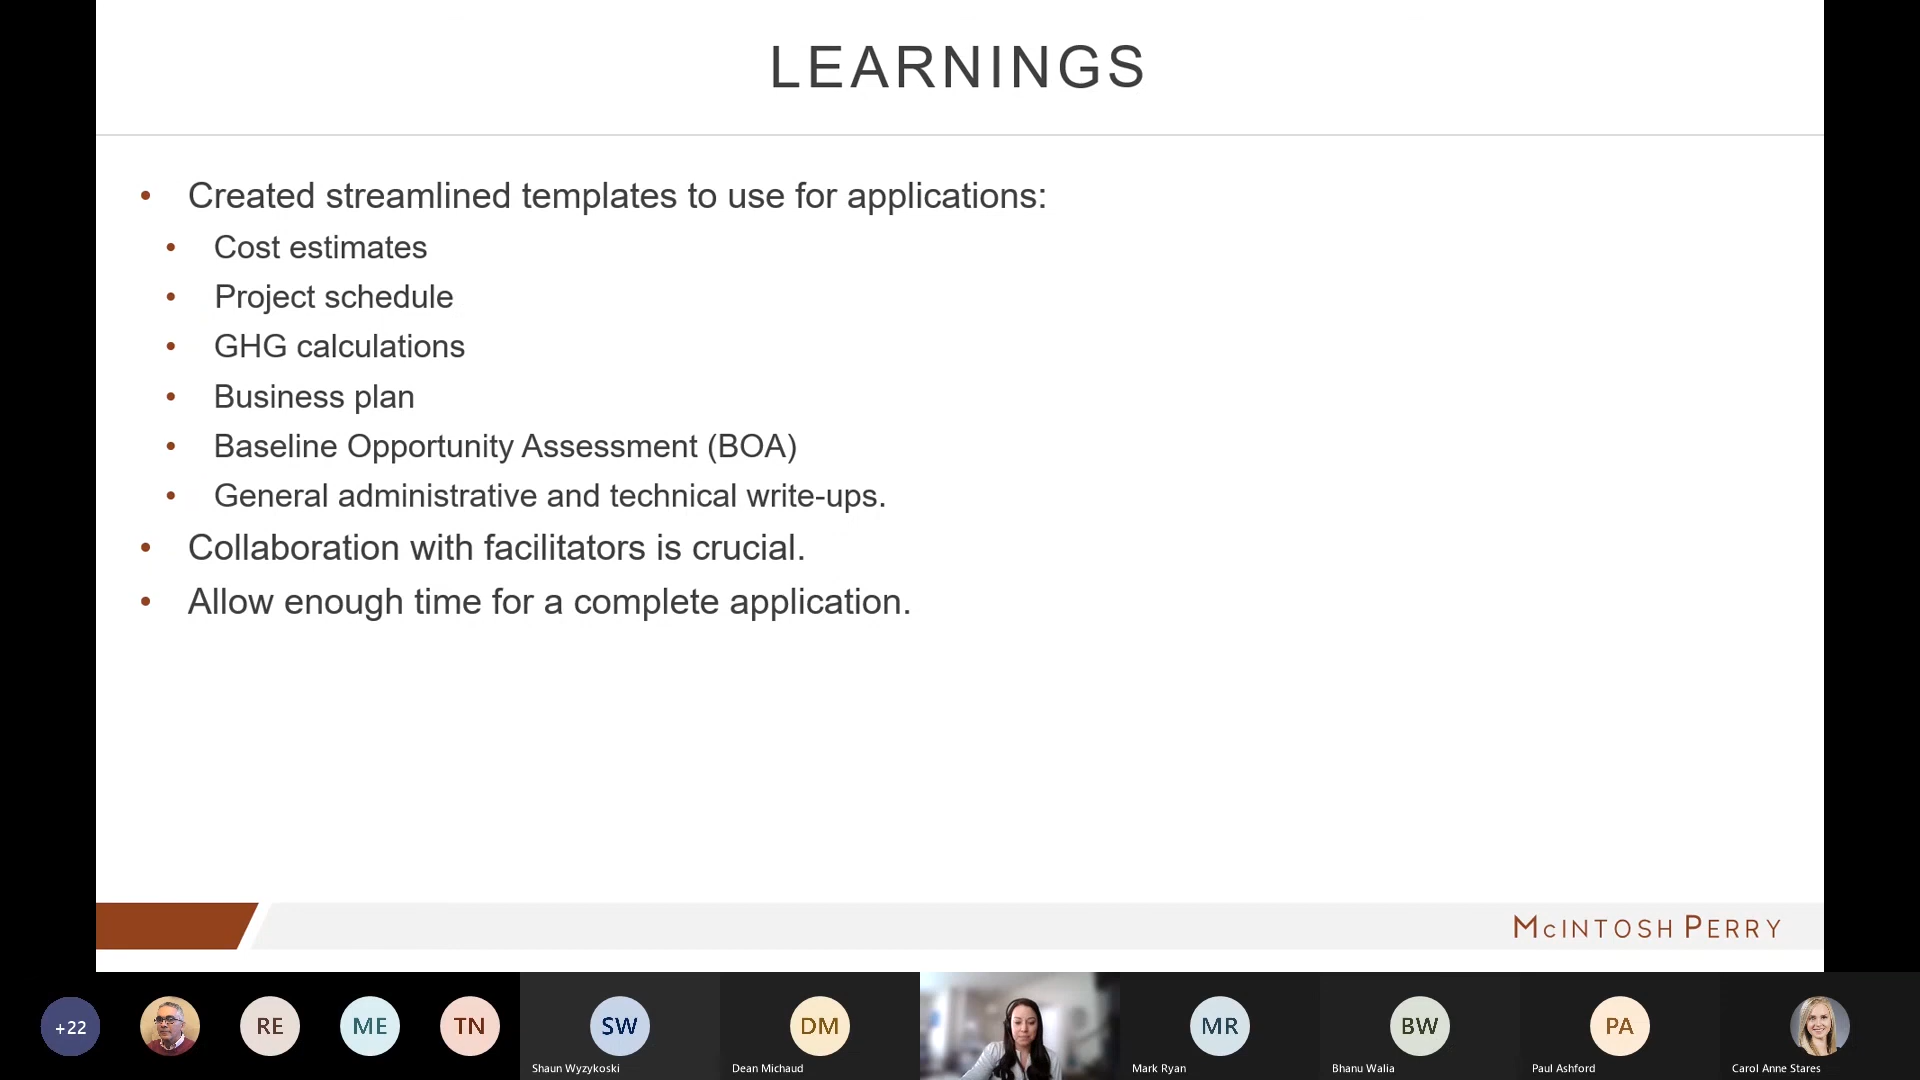 LEARNINGS
• Created streamlined templates to use for applications:
• Cost estimates
• Project schedule
• GHG calculations
• Business plan
• Baseline Opportunity Assessment (BOA)
• General administrative and technical write-ups.
• Collaboration with facilitators is crucial.
• Allow enough time for a complete application.
MCINTOSH PERRY
+22
RE
ME
TN
SW
DM
MR
BW
PA
Shaun Wyzykoski
Dean Michaud
Mark Ryan
Bhanu Walia
Paul Ashford
Carol Anne Stares